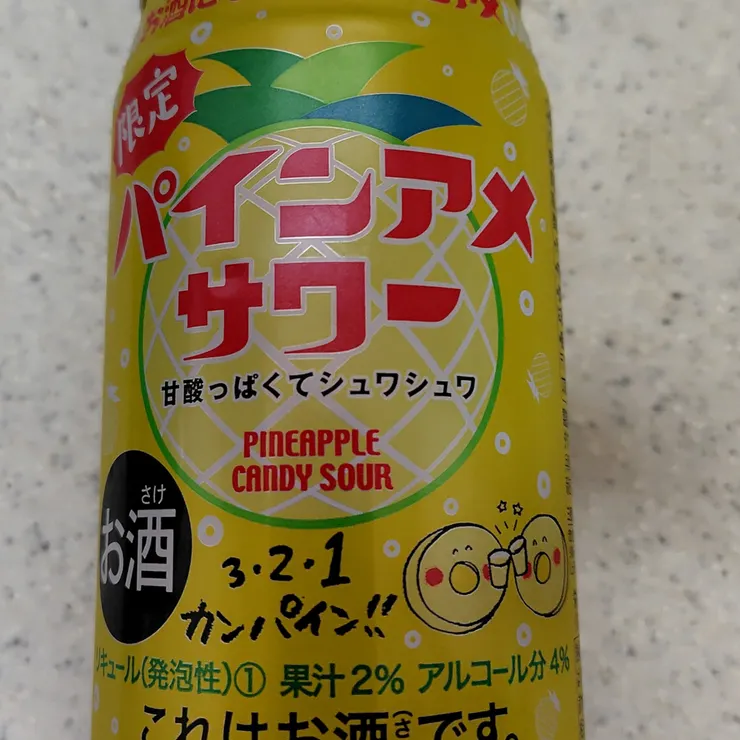 限定
パインアメ
サワー
甘酸っぱくてシュワシュワ
PINEAPPLE
CANDY SOUR
さけ
お酒
3・2・1
カンパイン!!
キュール(発泡性)① 果汁2% アルコール分4%
これはお酒(さ
です。